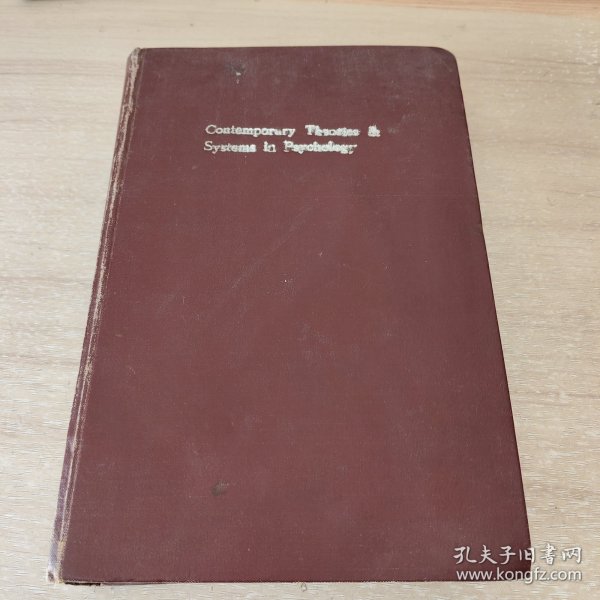 Contemporary Theories &
Systems in Psychology
孔夫子旧书网
www.kongfz.com